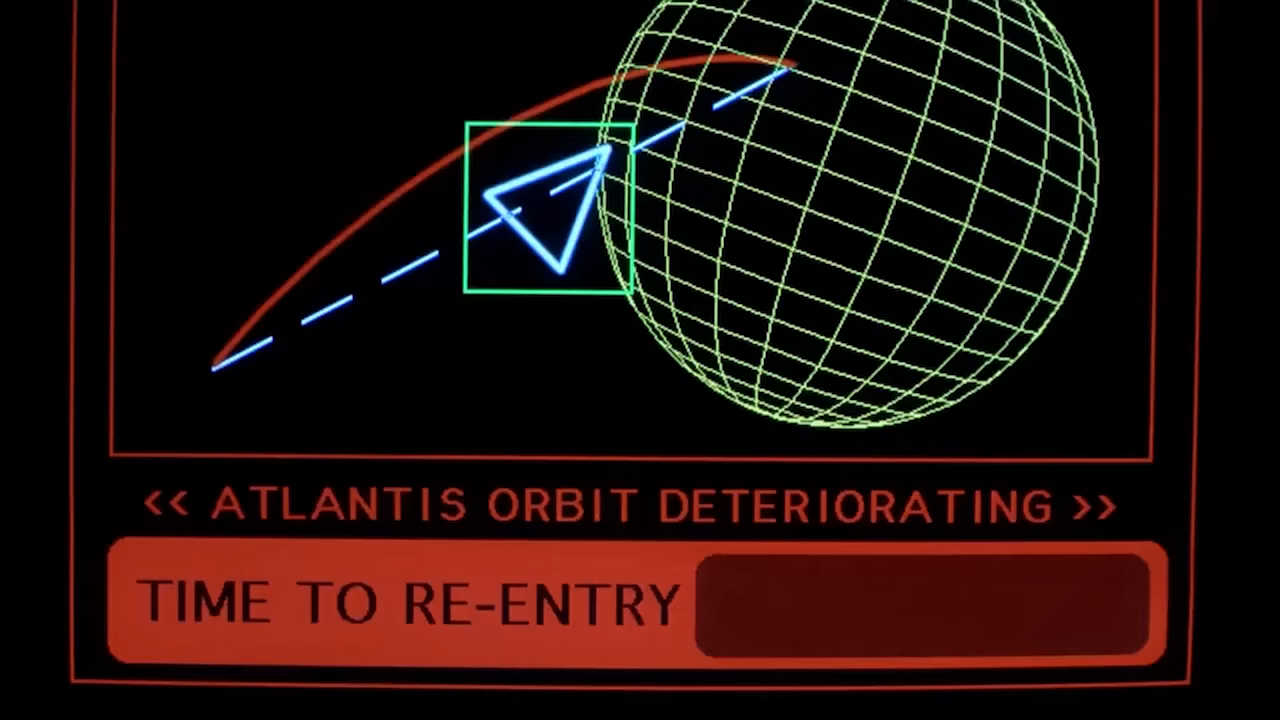 << ATLANTIS ORBIT DETERIORATING >>
TIME TO RE-ENTRY